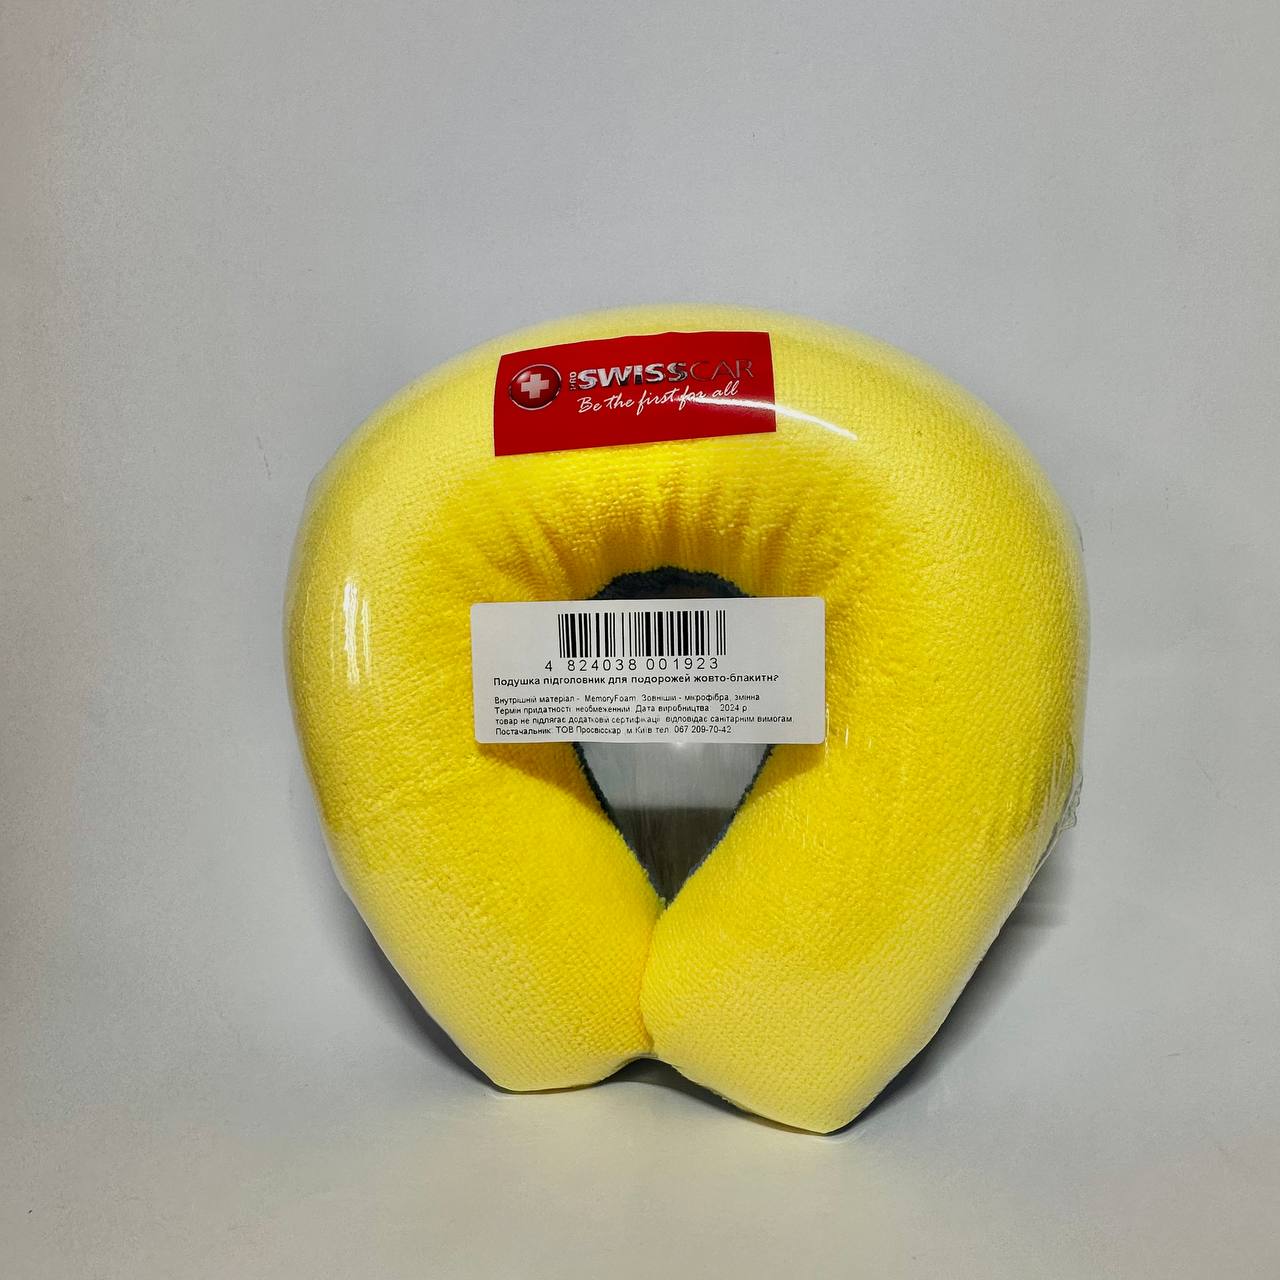 PRO SWISSCAR
Be the first for all
4 824038 001923
Подушка підголовник для подорожей жовто-блакитна
Внутрішній матеріал - MemoryFoam. Зовнішій - мікрофібра, змінна
Термін придатності необмеженний. Дата виробництва 2024 р.
товар не підлягає додатковій сертифікації відповідає санітарним вимогам.
Постачальник: ТОВ Просвісскар ,м.Київ тел. 067 209-70-42